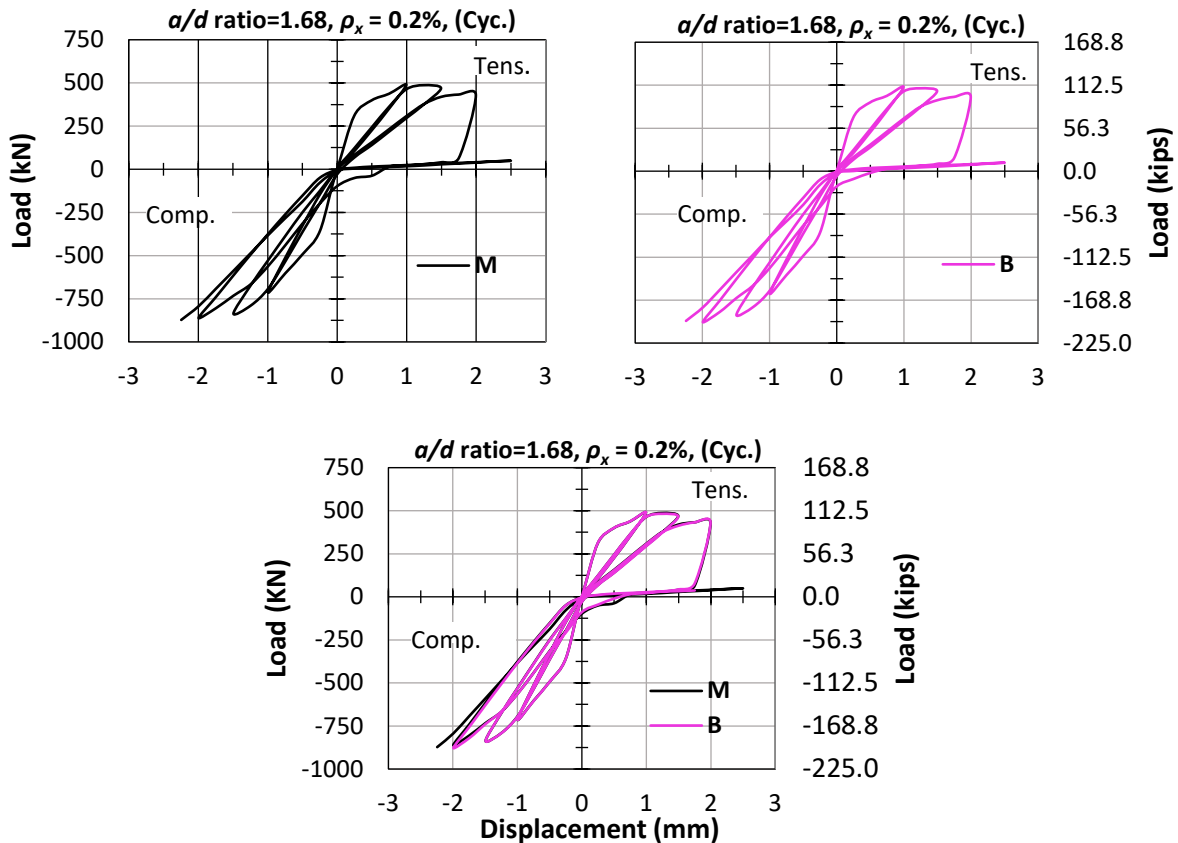 a/d ratio=1.68, ρx = 0.2%, (Cyc.)
750
500
250
0
-250
-500
-750
-1000
Load (kN)
Tens.
Comp.
M
-3 -2 -1 0 1 2 3
a/d ratio=1.68, ρx = 0.2%, (Cyc.)
168.8
112.5
56.3
0.0
-56.3
-112.5
-168.8
-225.0
Load (kips)
Tens.
Comp.
B
-3 -2 -1 0 1 2 3
a/d ratio=1.68, ρx = 0.2%, (Cyc.)
750
500
250
0
-250
-500
-750
-1000
Load (KN)
Tens.
Comp.
M
B
168.8
112.5
56.3
0.0
-56.3
-112.5
-168.8
-225.0
Load (kips)
-3 -2 -1 0 1 2 3
Displacement (mm)